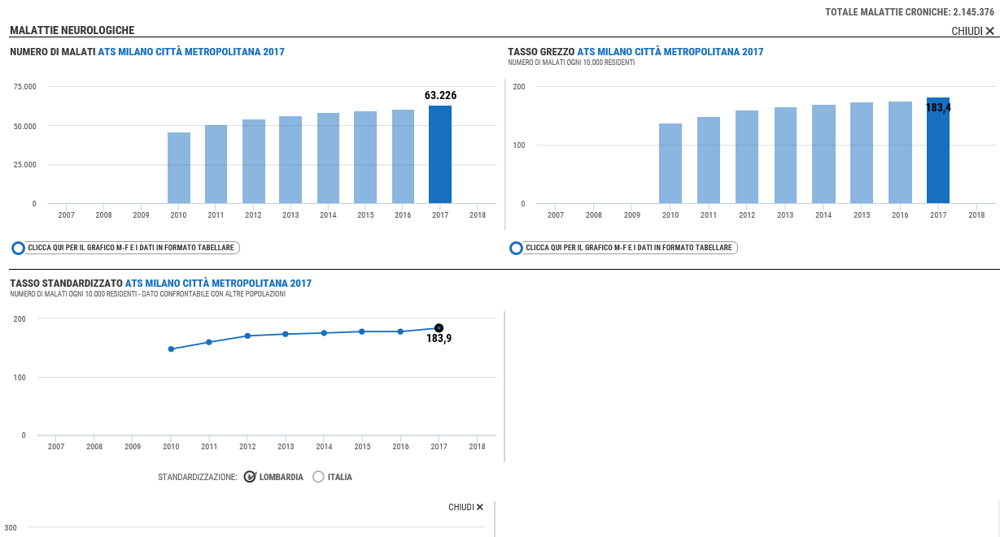 TOTALE MALATTIE CRONICHE: 2.145.376
MALATTIE NEUROLOGICHE
CHIUDI ✕
NUMERO DI MALATI ATS MILANO CITTÀ METROPOLITANA 2017
75.000
50.000
25.000
0
63.226
2007 2008 2009 2010 2011 2012 2013 2014 2015 2016 2017 2018
CLICCA QUI PER IL GRAFICO M-F E I DATI IN FORMATO TABELLARE
TASSO GREZZO ATS MILANO CITTÀ METROPOLITANA 2017
NUMERO DI MALATI OGNI 10.000 RESIDENTI
200
100
0
183,4
2007 2008 2009 2010 2011 2012 2013 2014 2015 2016 2017 2018
CLICCA QUI PER IL GRAFICO M-F E I DATI IN FORMATO TABELLARE
TASSO STANDARDIZZATO ATS MILANO CITTÀ METROPOLITANA 2017
NUMERO DI MALATI OGNI 10.000 RESIDENTI - DATO CONFRONTABILE CON ALTRE POPOLAZIONI
200
100
0
183,9
2007 2008 2009 2010 2011 2012 2013 2014 2015 2016 2017 2018
STANDARDIZZAZIONE: LOMBARDIA ITALIA
CHIUDI ✕
300